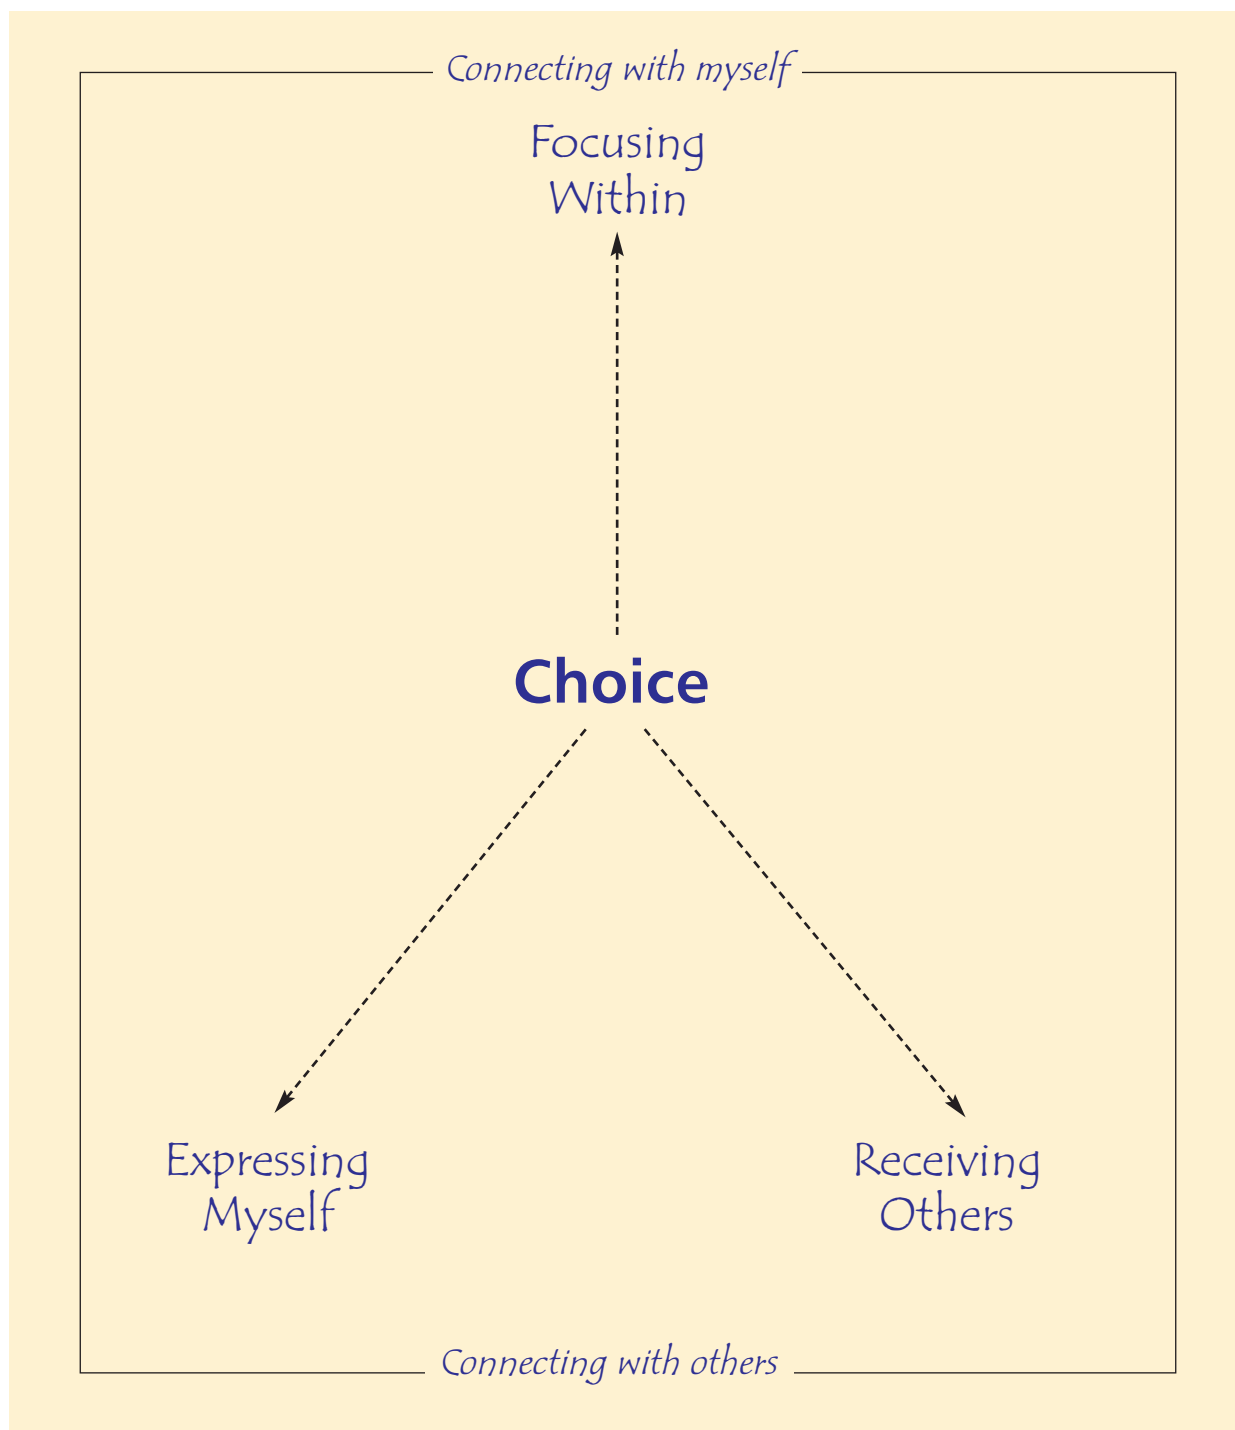 Connecting with myself
Focusing
Within
Choice
Expressing
Myself
Receiving
Others
Connecting with others